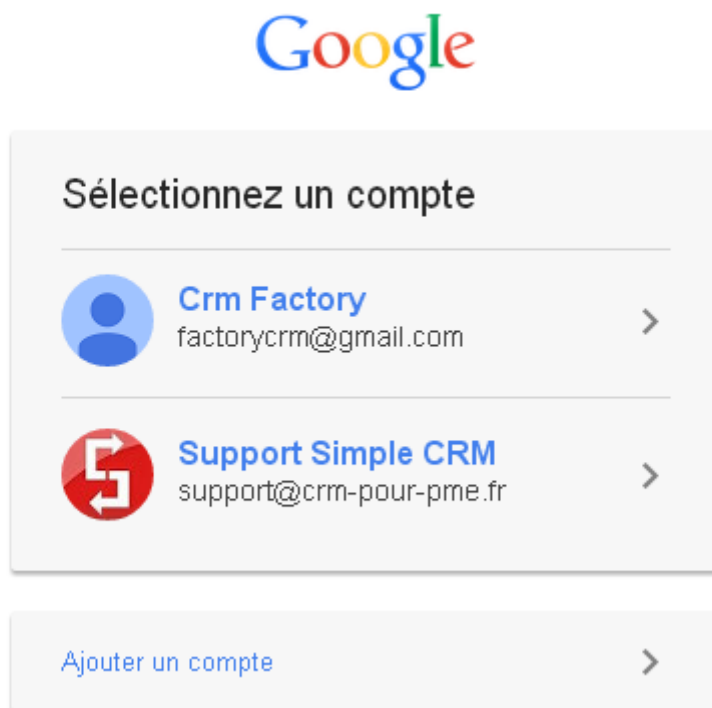 Google
Sélectionnez un compte
Crm Factory
factorycrm@gmail.com
Support Simple CRM
support@crm-pour-pme.fr
Ajouter un compte